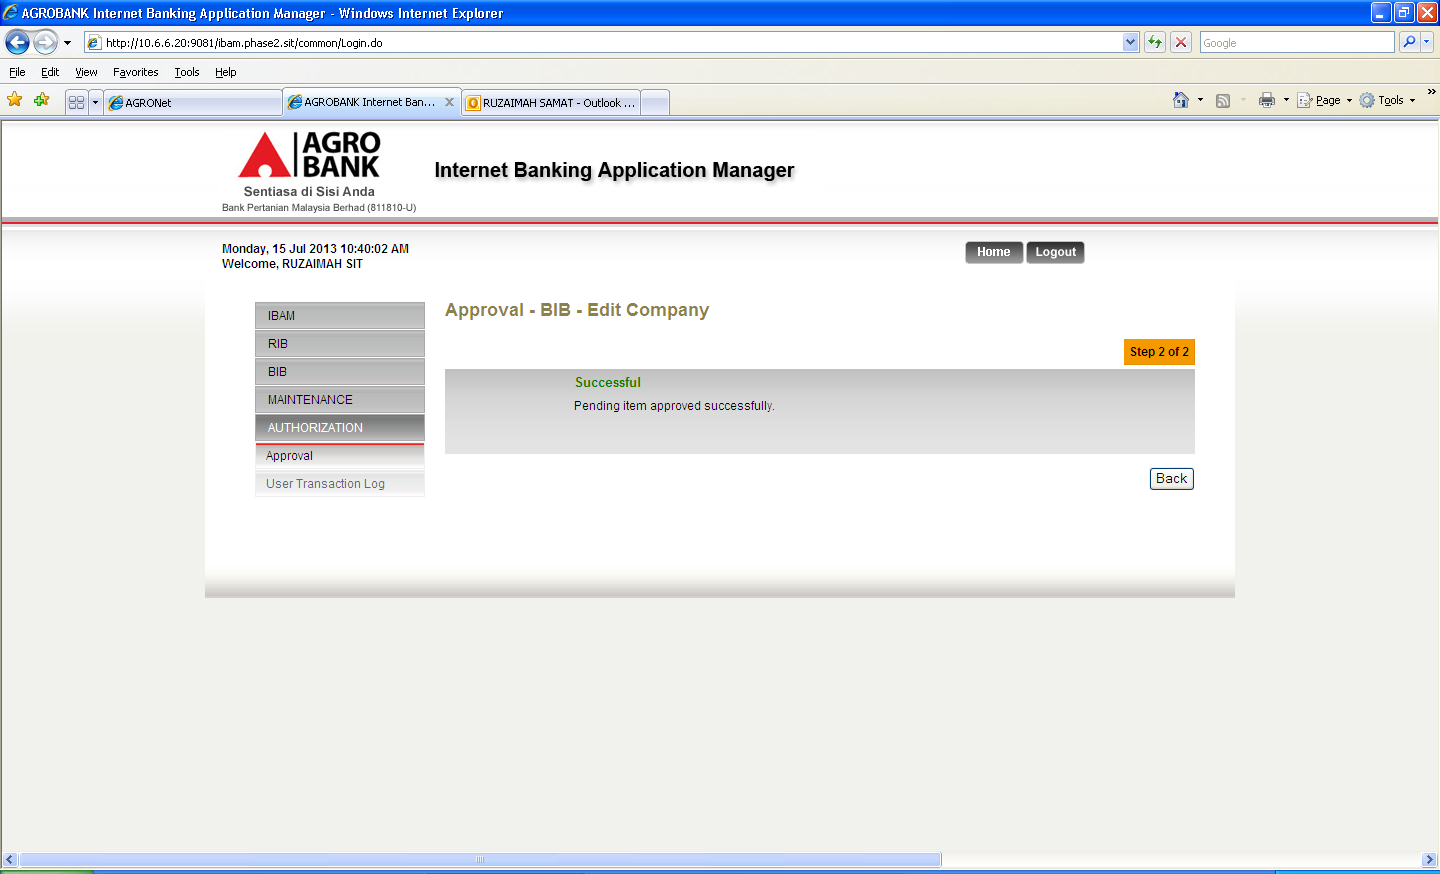 AGROBANK Internet Banking Application Manager - Windows Internet Explorer
http://10.6.6.20:9081/ibam.phase2.sit/common/Login.do
Google
File Edit View Favorites Tools Help
AGRONet
AGROBANK Internet Ban...
RUZAIMAH SAMAT - Outlook ...
Page
Tools
»
AGRO
BANK
Sentiasa di Sisi Anda
Bank Pertanian Malaysia Berhad (811810-U)
Internet Banking Application Manager
Monday, 15 Jul 2013 10:40:02 AM
Welcome, RUZAIMAH SIT
Home
Logout
IBAM
RIB
BIB
MAINTENANCE
AUTHORIZATION
Approval
User Transaction Log
Approval - BIB - Edit Company
Step 2 of 2
Successful
Pending item approved successfully.
Back